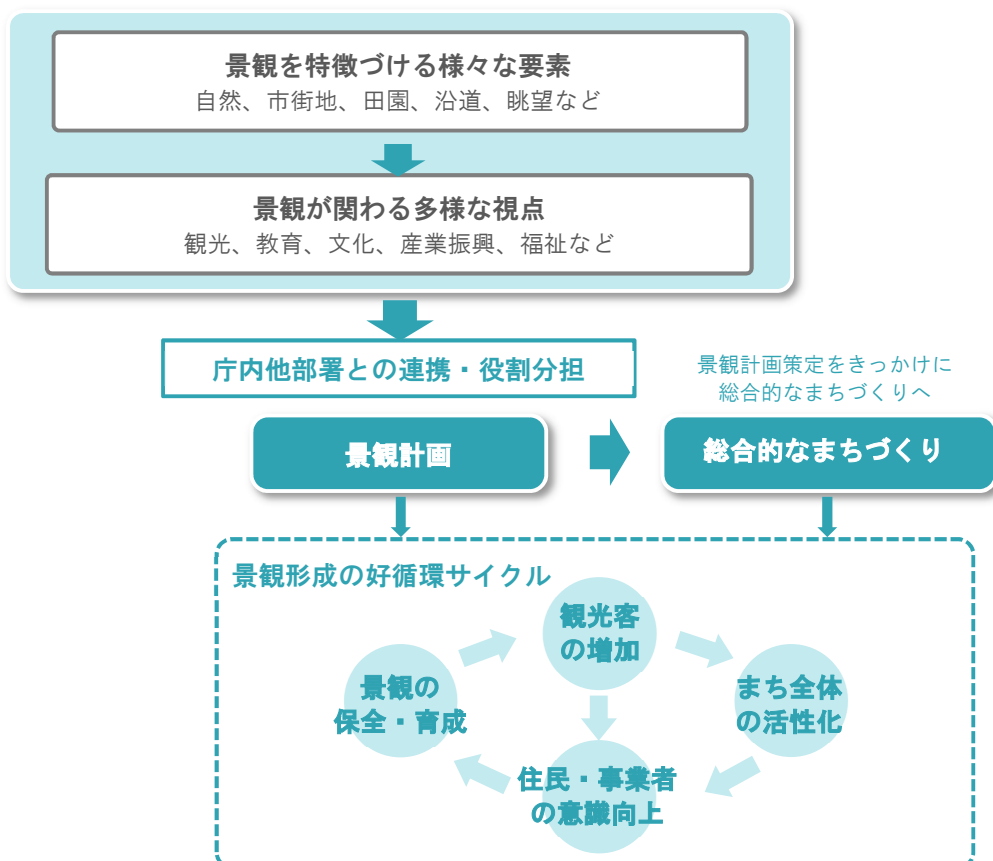 景観を特徴づける様々な要素
自然、市街地、田園、沿道、眺望など
景観が関わる多様な視点
観光、教育、文化、産業振興、福祉など
庁内他部署との連携・役割分担
景観計画策定をきっかけに
総合的なまちづくりへ
景観計画
総合的なまちづくり
景観形成の好循環サイクル
観光客
の増加
景観の
保全・育成
まち全体
の活性化
住民・事業者
の意識向上